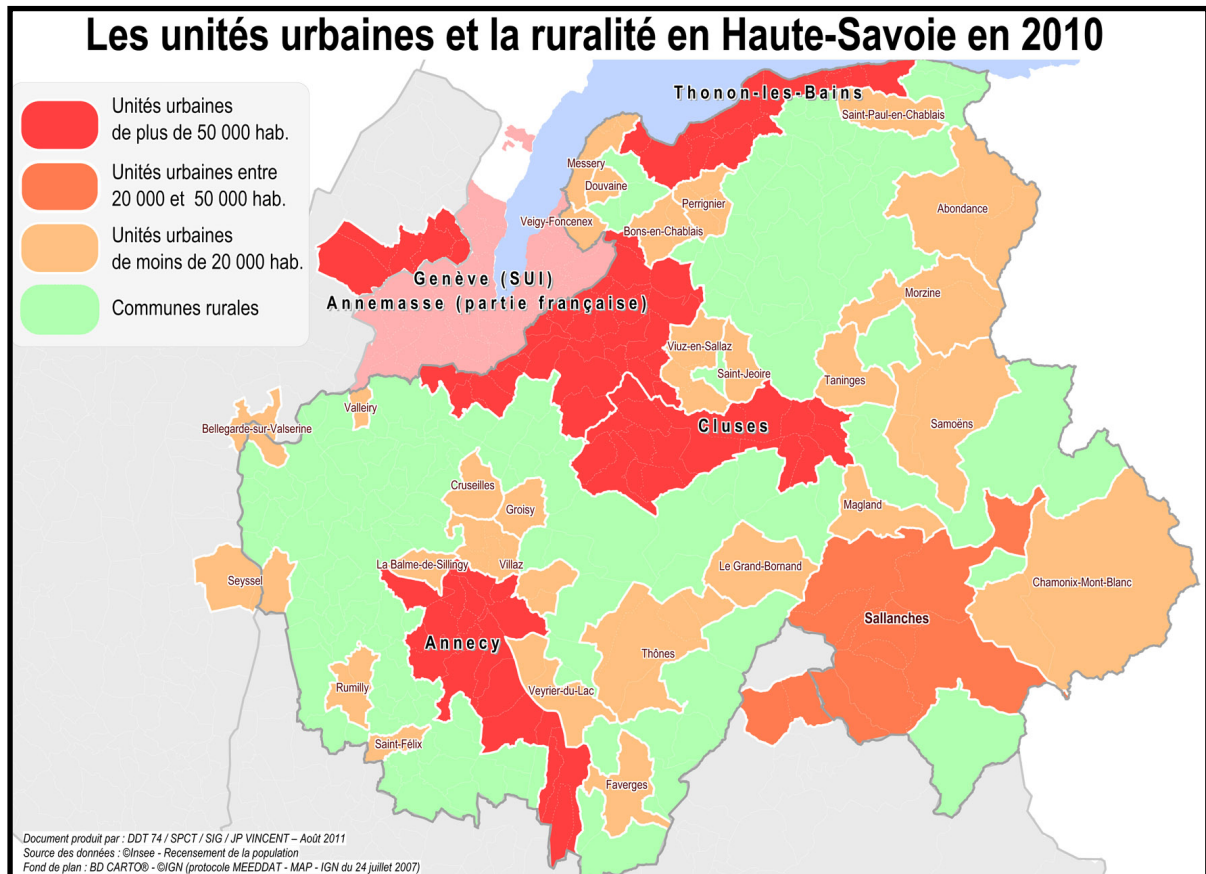 Les unités urbaines et la ruralité en Haute-Savoie en 2010
Unités urbaines
de plus de 50 000 hab.
Unités urbaines entre
20 000 et 50 000 hab.
Unités urbaines
de moins de 20 000 hab.
Communes rurales
Thonon-les-Bains
Saint-Paul-en-Chablais
Messery
Douvaine
Perrignier
Abondance
Veigy-Foncenex
Bons-en-Chablais
Genève (SUI)
Annemasse (partie française)
Morzine
Viuz-en-Sallaz
Saint-Jeoire
Taninges
Valleiry
Bellegarde-sur-Valserine
Cluses
Samoëns
Cruseilles
Groisy
Magland
La Balme-de-Sillingy
Villaz
Le Grand-Bornand
Seyssel
Chamonix-Mont-Blanc
Sallanches
Annecy
Thônes
Rumilly
Veyrier-du-Lac
Saint-Félix
Faverges
Document produit par : DDT 74 / SPCT / SIG / JP VINCENT – Août 2011
Source des données : ©Insee - Recensement de la population
Fond de plan : BD CARTO® - ©IGN (protocole MEEDDAT - MAP - IGN du 24 juillet 2007)